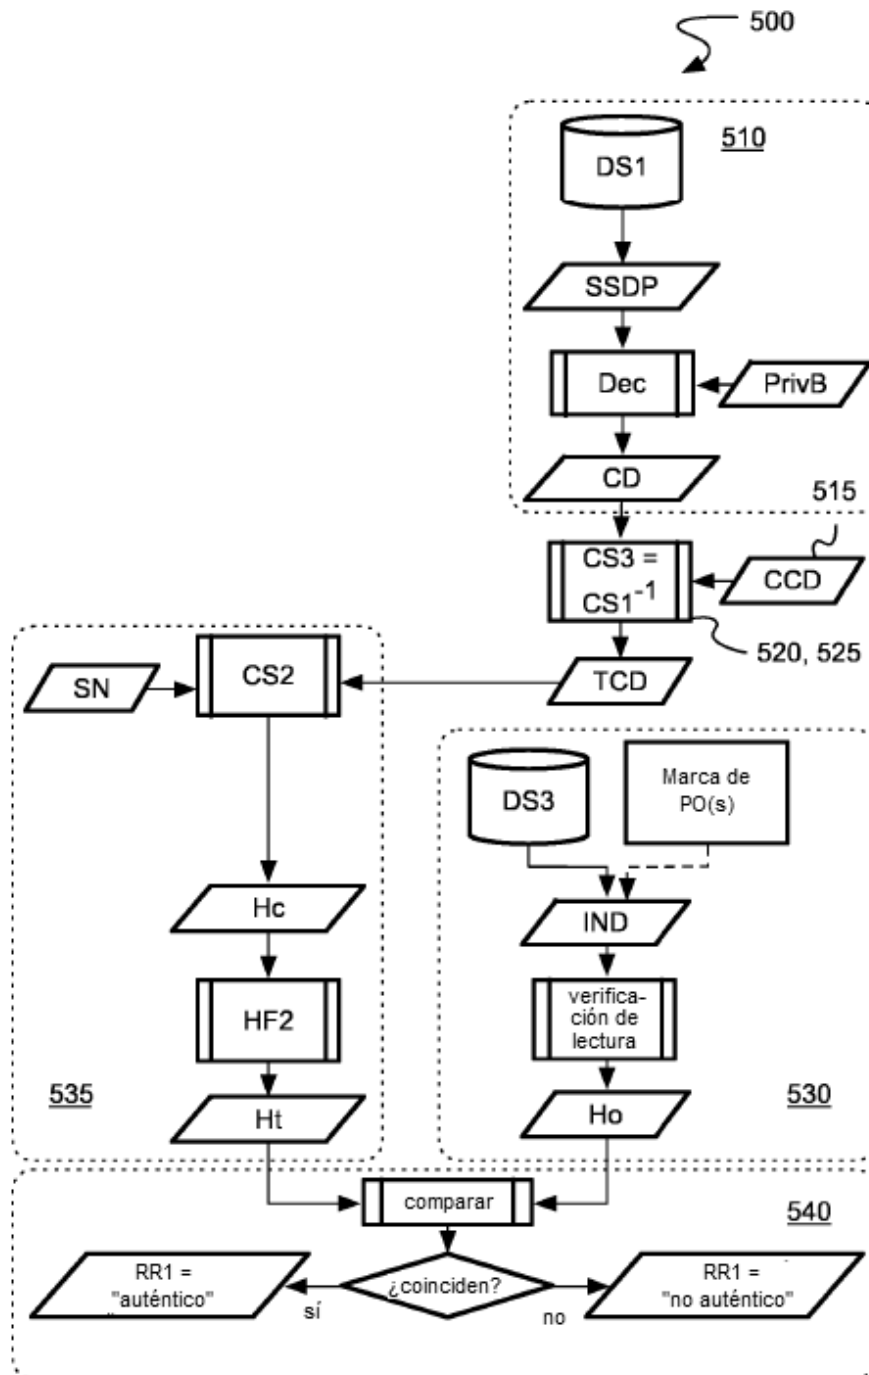 500
510
DS1
SSDP
Dec
PrivB
CD
515
CS3 =
CS1⁻¹
CCD
520, 525
SN
CS2
TCD
DS3
Marca de
PO(s)
Hc
IND
HF2
verifica-
ción de
lectura
535
Ht
Ho
530
comparar
540
RR1 =
"auténtico"
sí
¿coinciden?
no
RR1 =
"no auténtico"